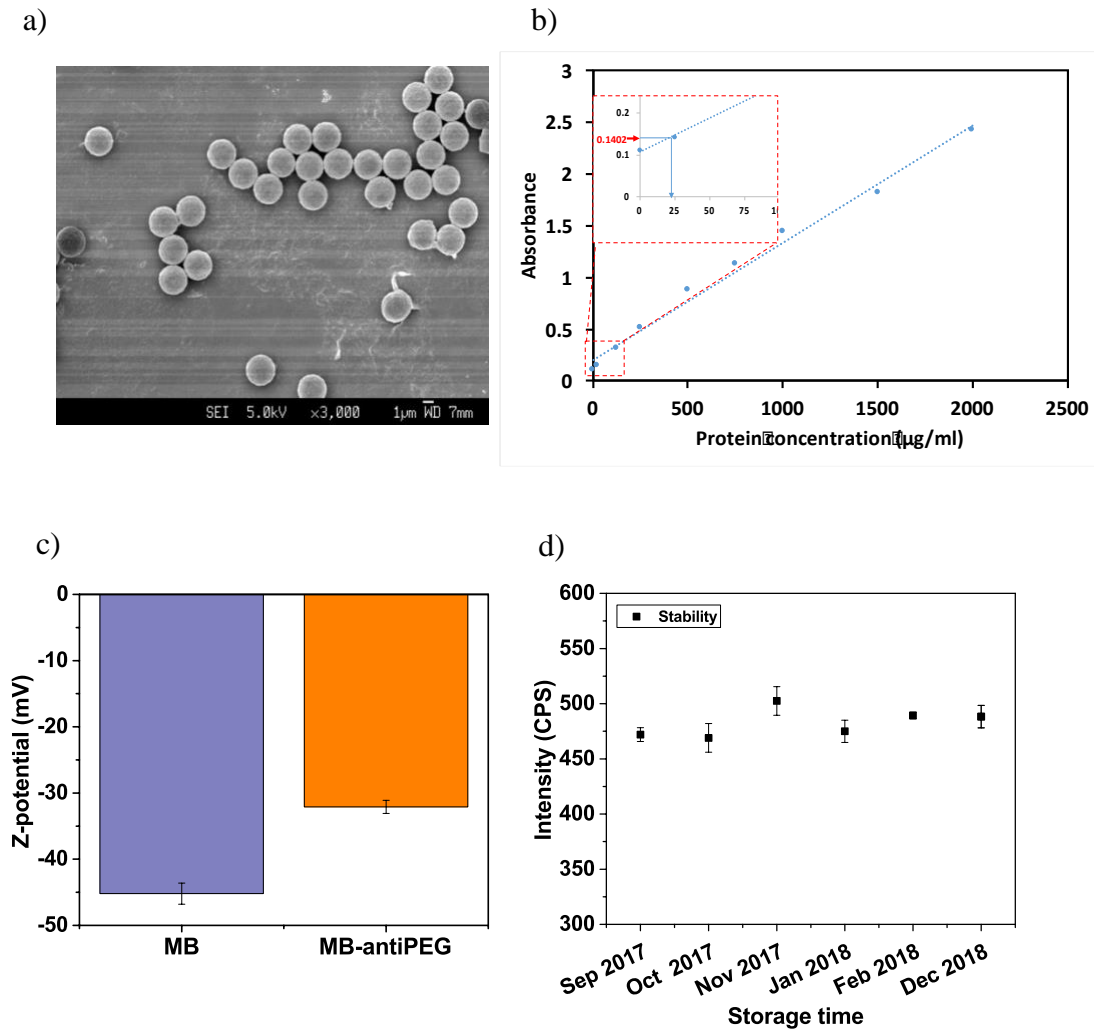 a)
SEI 5.0kV ×3,000 1μm WD 7mm
b)
3
2.5
2
1.5
1
0.5
0
0 500 1000 1500 2000 2500
Absorbance
Protein concentration (μg/ml)
0.2
0.1402
0.1
0
0 25 50 75 1
c)
0
-10
-20
-30
-40
-50
Z-potential (mV)
MB MB-antiPEG
d)
600
550
500
450
400
350
300
Stability
Intensity (CPS)
Sep 2017 Oct 2017 Nov 2017 Jan 2018 Feb 2018 Dec 2018
Storage time